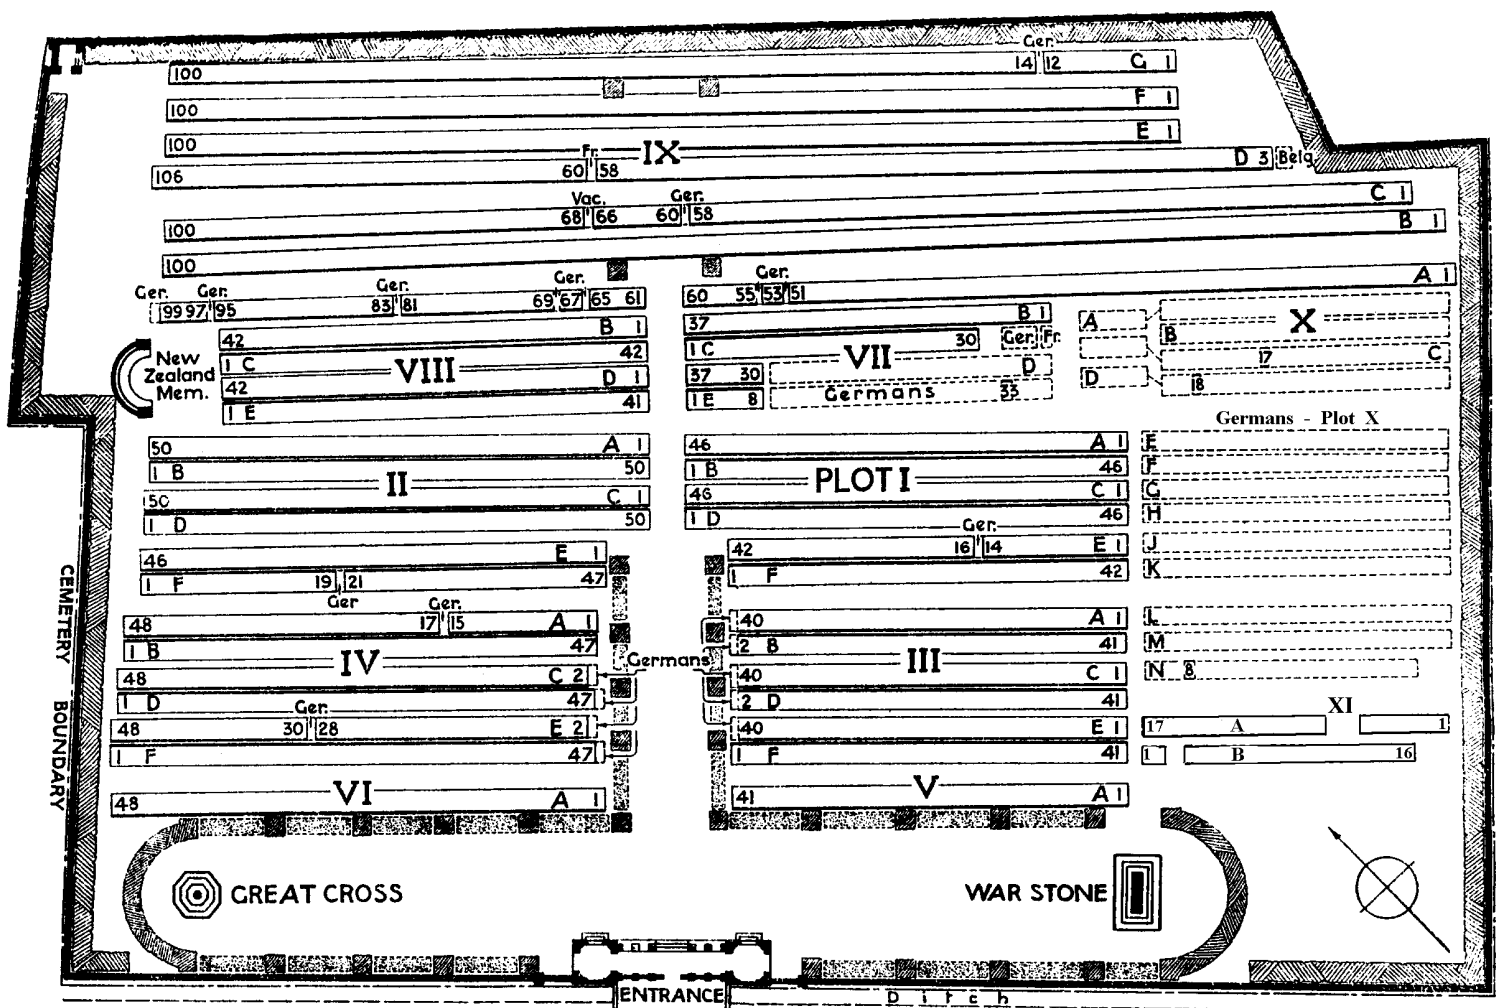 Ger.
100 14 12 G 1
100 F 1
100 E 1
IX
Fr.
106 60 58 D 3 Belg.
Vac. Ger.
100 68 66 60 58 C 1
100 B 1
Ger. Ger. Ger. Ger. Ger.
99 97 95 83 81 69 67 65 61 60 55 53 51 A 1
42 B 1 37 B 1 A X
B
1 C 42 1 C 30 Ger. Fr. 17 C
New
Zealand
Mem.
VIII VII
42 D 1 37 30 D D 18
1 E 41 1 E 8 Germans 33
Germans - Plot X
50 A 1 46 A 1 E
1 B 50 1 B 46 F
II PLOT I
50 C 1 46 C 1 G
1 D 50 1 D 46 H
Ger.
46 E 1 42 16 14 E 1 J
1 F 19 21 47 1 F 42 K
Ger Ger.
48 17 15 A 1 40 A 1 L
1 B 47 2 B 41 M
IV Germans III
48 C 2 40 C 1 N 8
1 D 47 2 D 41
Ger. XI
48 30 28 E 2 40 E 1 17 A 1
1 F 47 1 F 41 1 B 16
VI V
48 A 1 41 A 1
CEMETERY BOUNDARY
GREAT CROSS
WAR STONE
ENTRANCE
Ditch